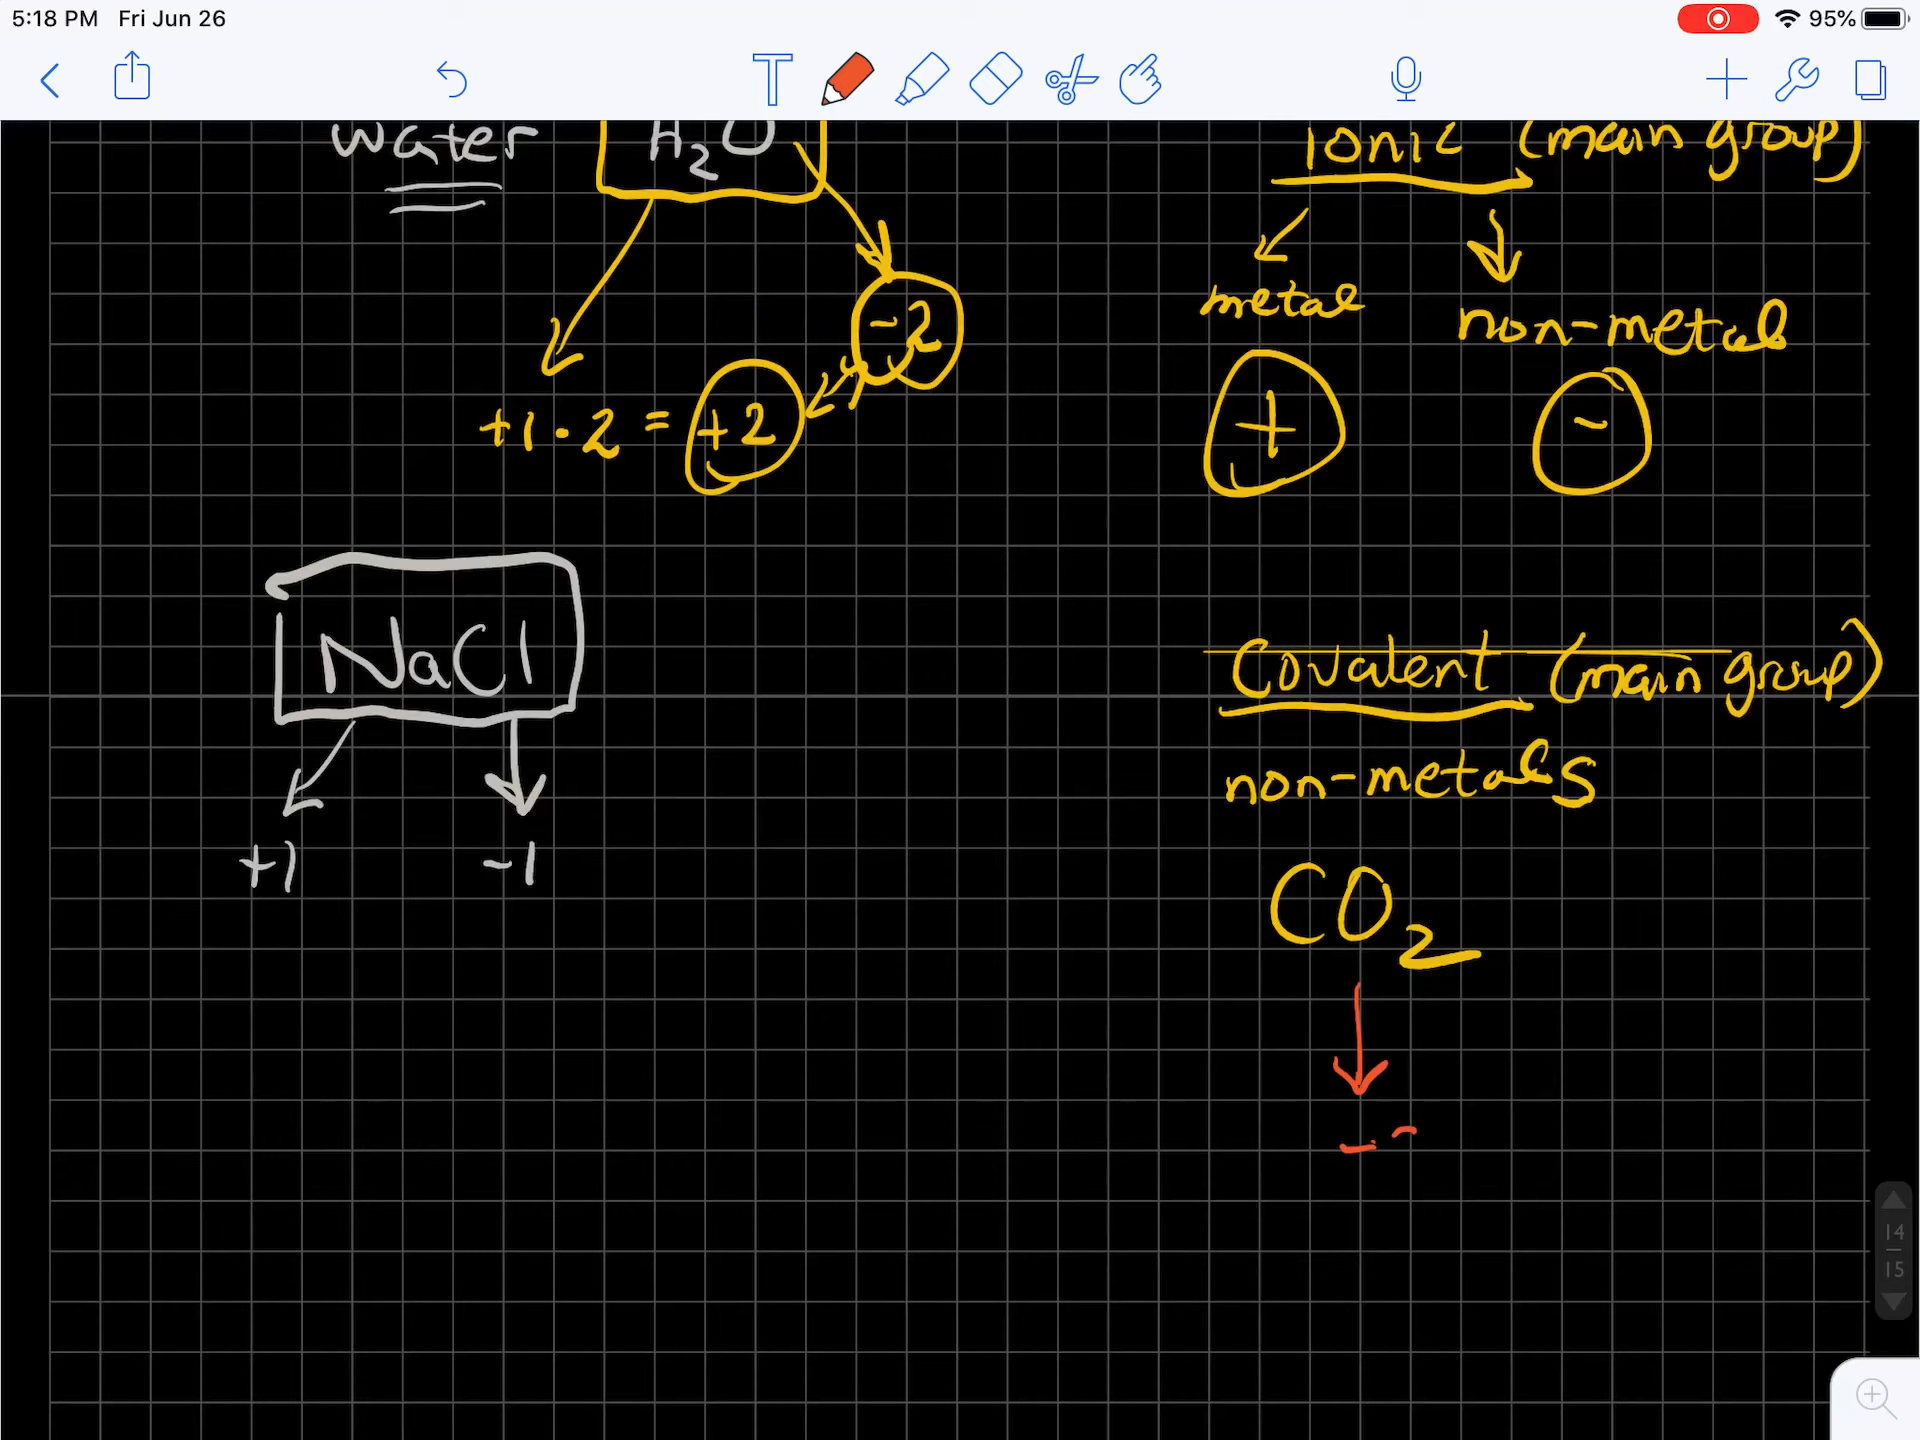 5:18 PM Fri Jun 26
95%
T
water
H2O
-2
+1 · 2 = +2
NaCl
+1 -1
Ionic (main group)
metal non-metal
+ -
Covalent (main group)
non-metals
CO2
14
15